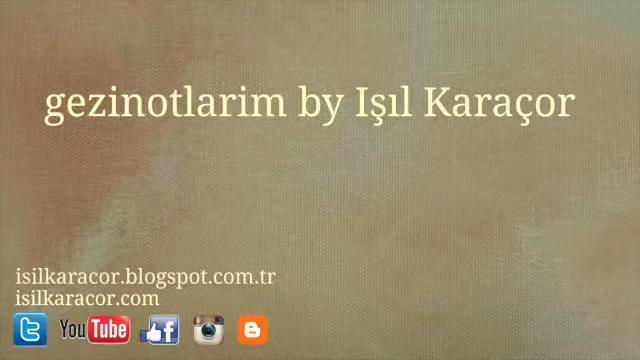 gezinotlarim by Işıl Karaçor
isilkaracor.blogspot.com.tr
isilkaracor.com
You Tube